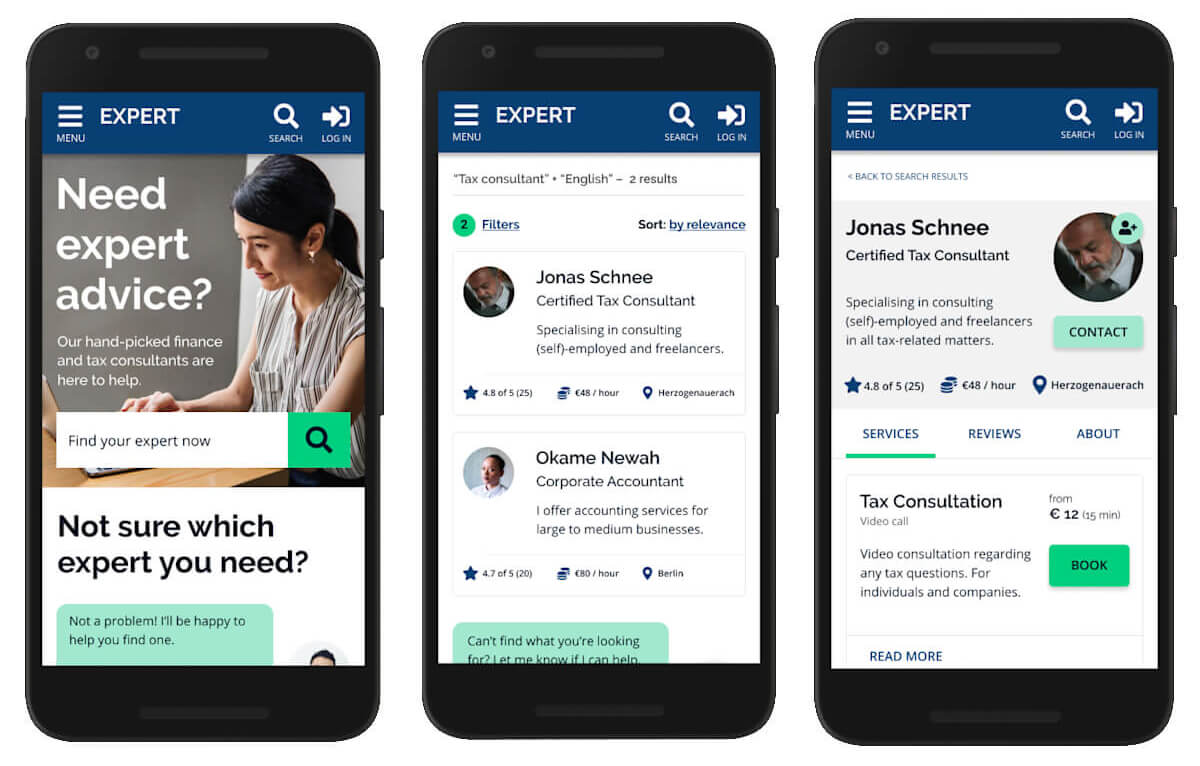 MENU
EXPERT
SEARCH
LOG IN
Need
expert
advice?
Our hand-picked finance
and tax consultants are
here to help.
Find your expert now
Not sure which
expert you need?
Not a problem! I'll be happy to
help you find one.
MENU
EXPERT
SEARCH
LOG IN
"Tax consultant" • "English" – 2 results
2 Filters
Sort: by relevance
Jonas Schnee
Certified Tax Consultant
Specialising in consulting
(self)-employed and freelancers.
4.8 of 5 (25)
€48 / hour
Herzogenauerach
Okame Newah
Corporate Accountant
I offer accounting services for
large to medium businesses.
4.7 of 5 (20)
€80 / hour
Berlin
Can't find what you're looking
for? Let me know if I can help.
MENU
EXPERT
SEARCH
LOG IN
< BACK TO SEARCH RESULTS
Jonas Schnee
Certified Tax Consultant
Specialising in consulting
(self)-employed and freelancers
in all tax-related matters.
CONTACT
4.8 of 5 (25)
€48 / hour
Herzogenauerach
SERVICES
REVIEWS
ABOUT
Tax Consultation
Video call
from
€ 12 (15 min)
Video consultation regarding
any tax questions. For
individuals and companies.
BOOK
READ MORE